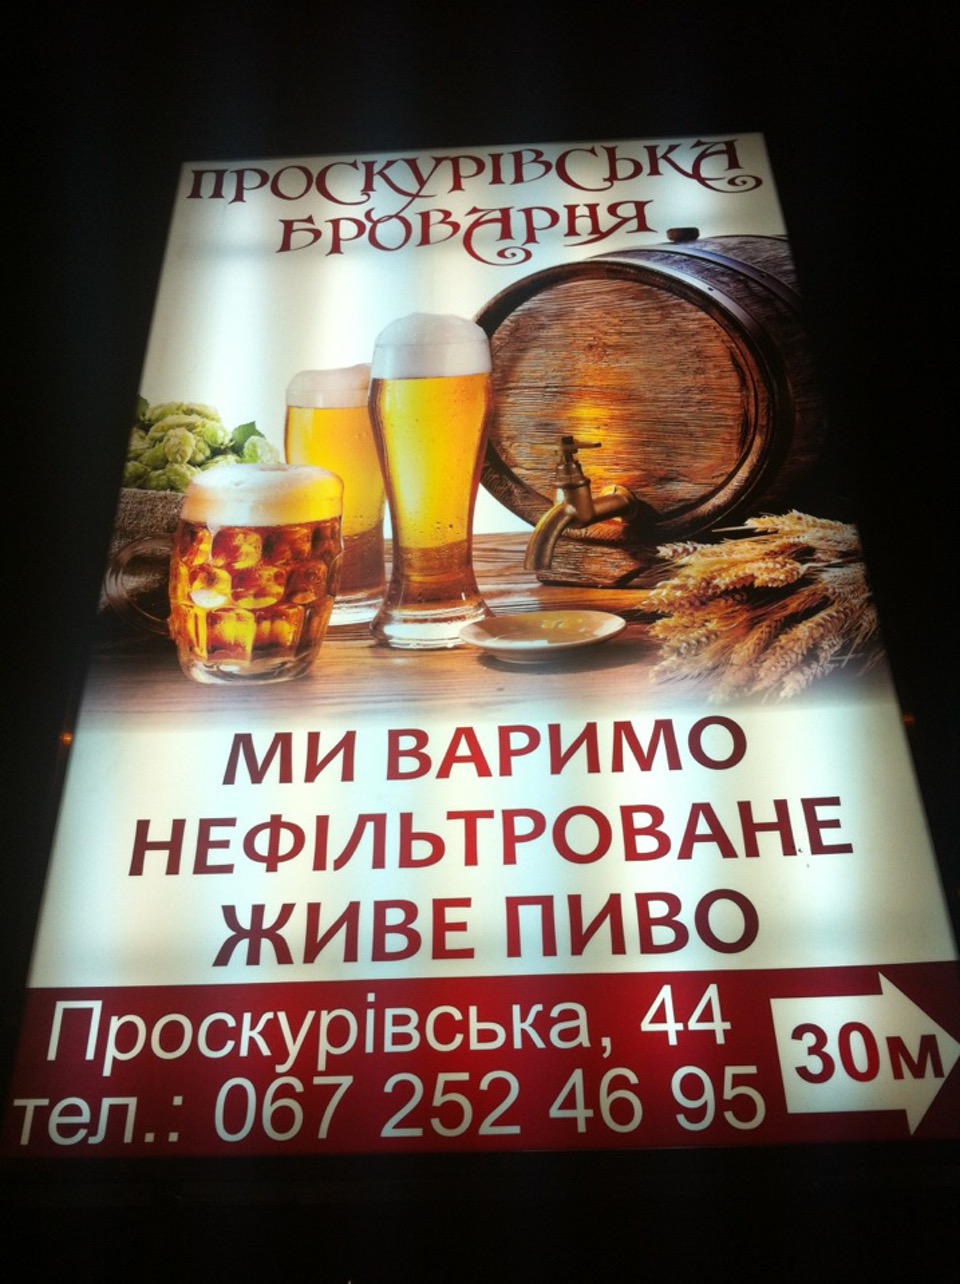 ПРОСКУРІВСЬКА
БРОВАРНЯ
МИ ВАРИМО
НЕФІЛЬТРОВАНЕ
ЖИВЕ ПИВО
Проскурівська, 44
30м
тел.: 067 252 46 95